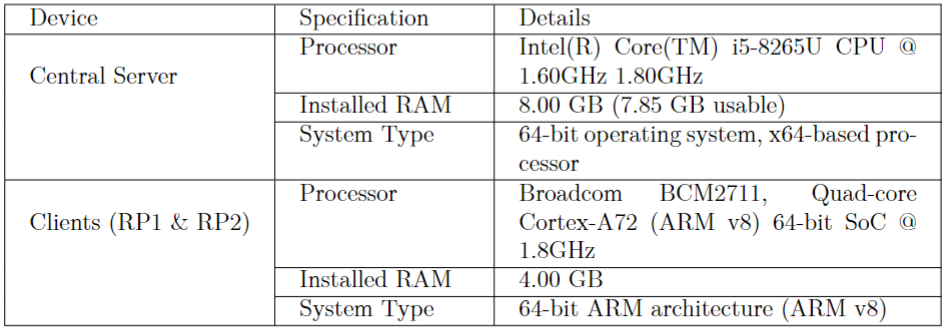 Device Specification Details
Processor Intel(R) Core(TM) i5-8265U CPU @
Central Server 1.60GHz 1.80GHz
Installed RAM 8.00 GB (7.85 GB usable)
System Type 64-bit operating system, x64-based pro-
cessor
Processor Broadcom BCM2711, Quad-core
Clients (RP1 & RP2) Cortex-A72 (ARM v8) 64-bit SoC @
1.8GHz
Installed RAM 4.00 GB
System Type 64-bit ARM architecture (ARM v8)